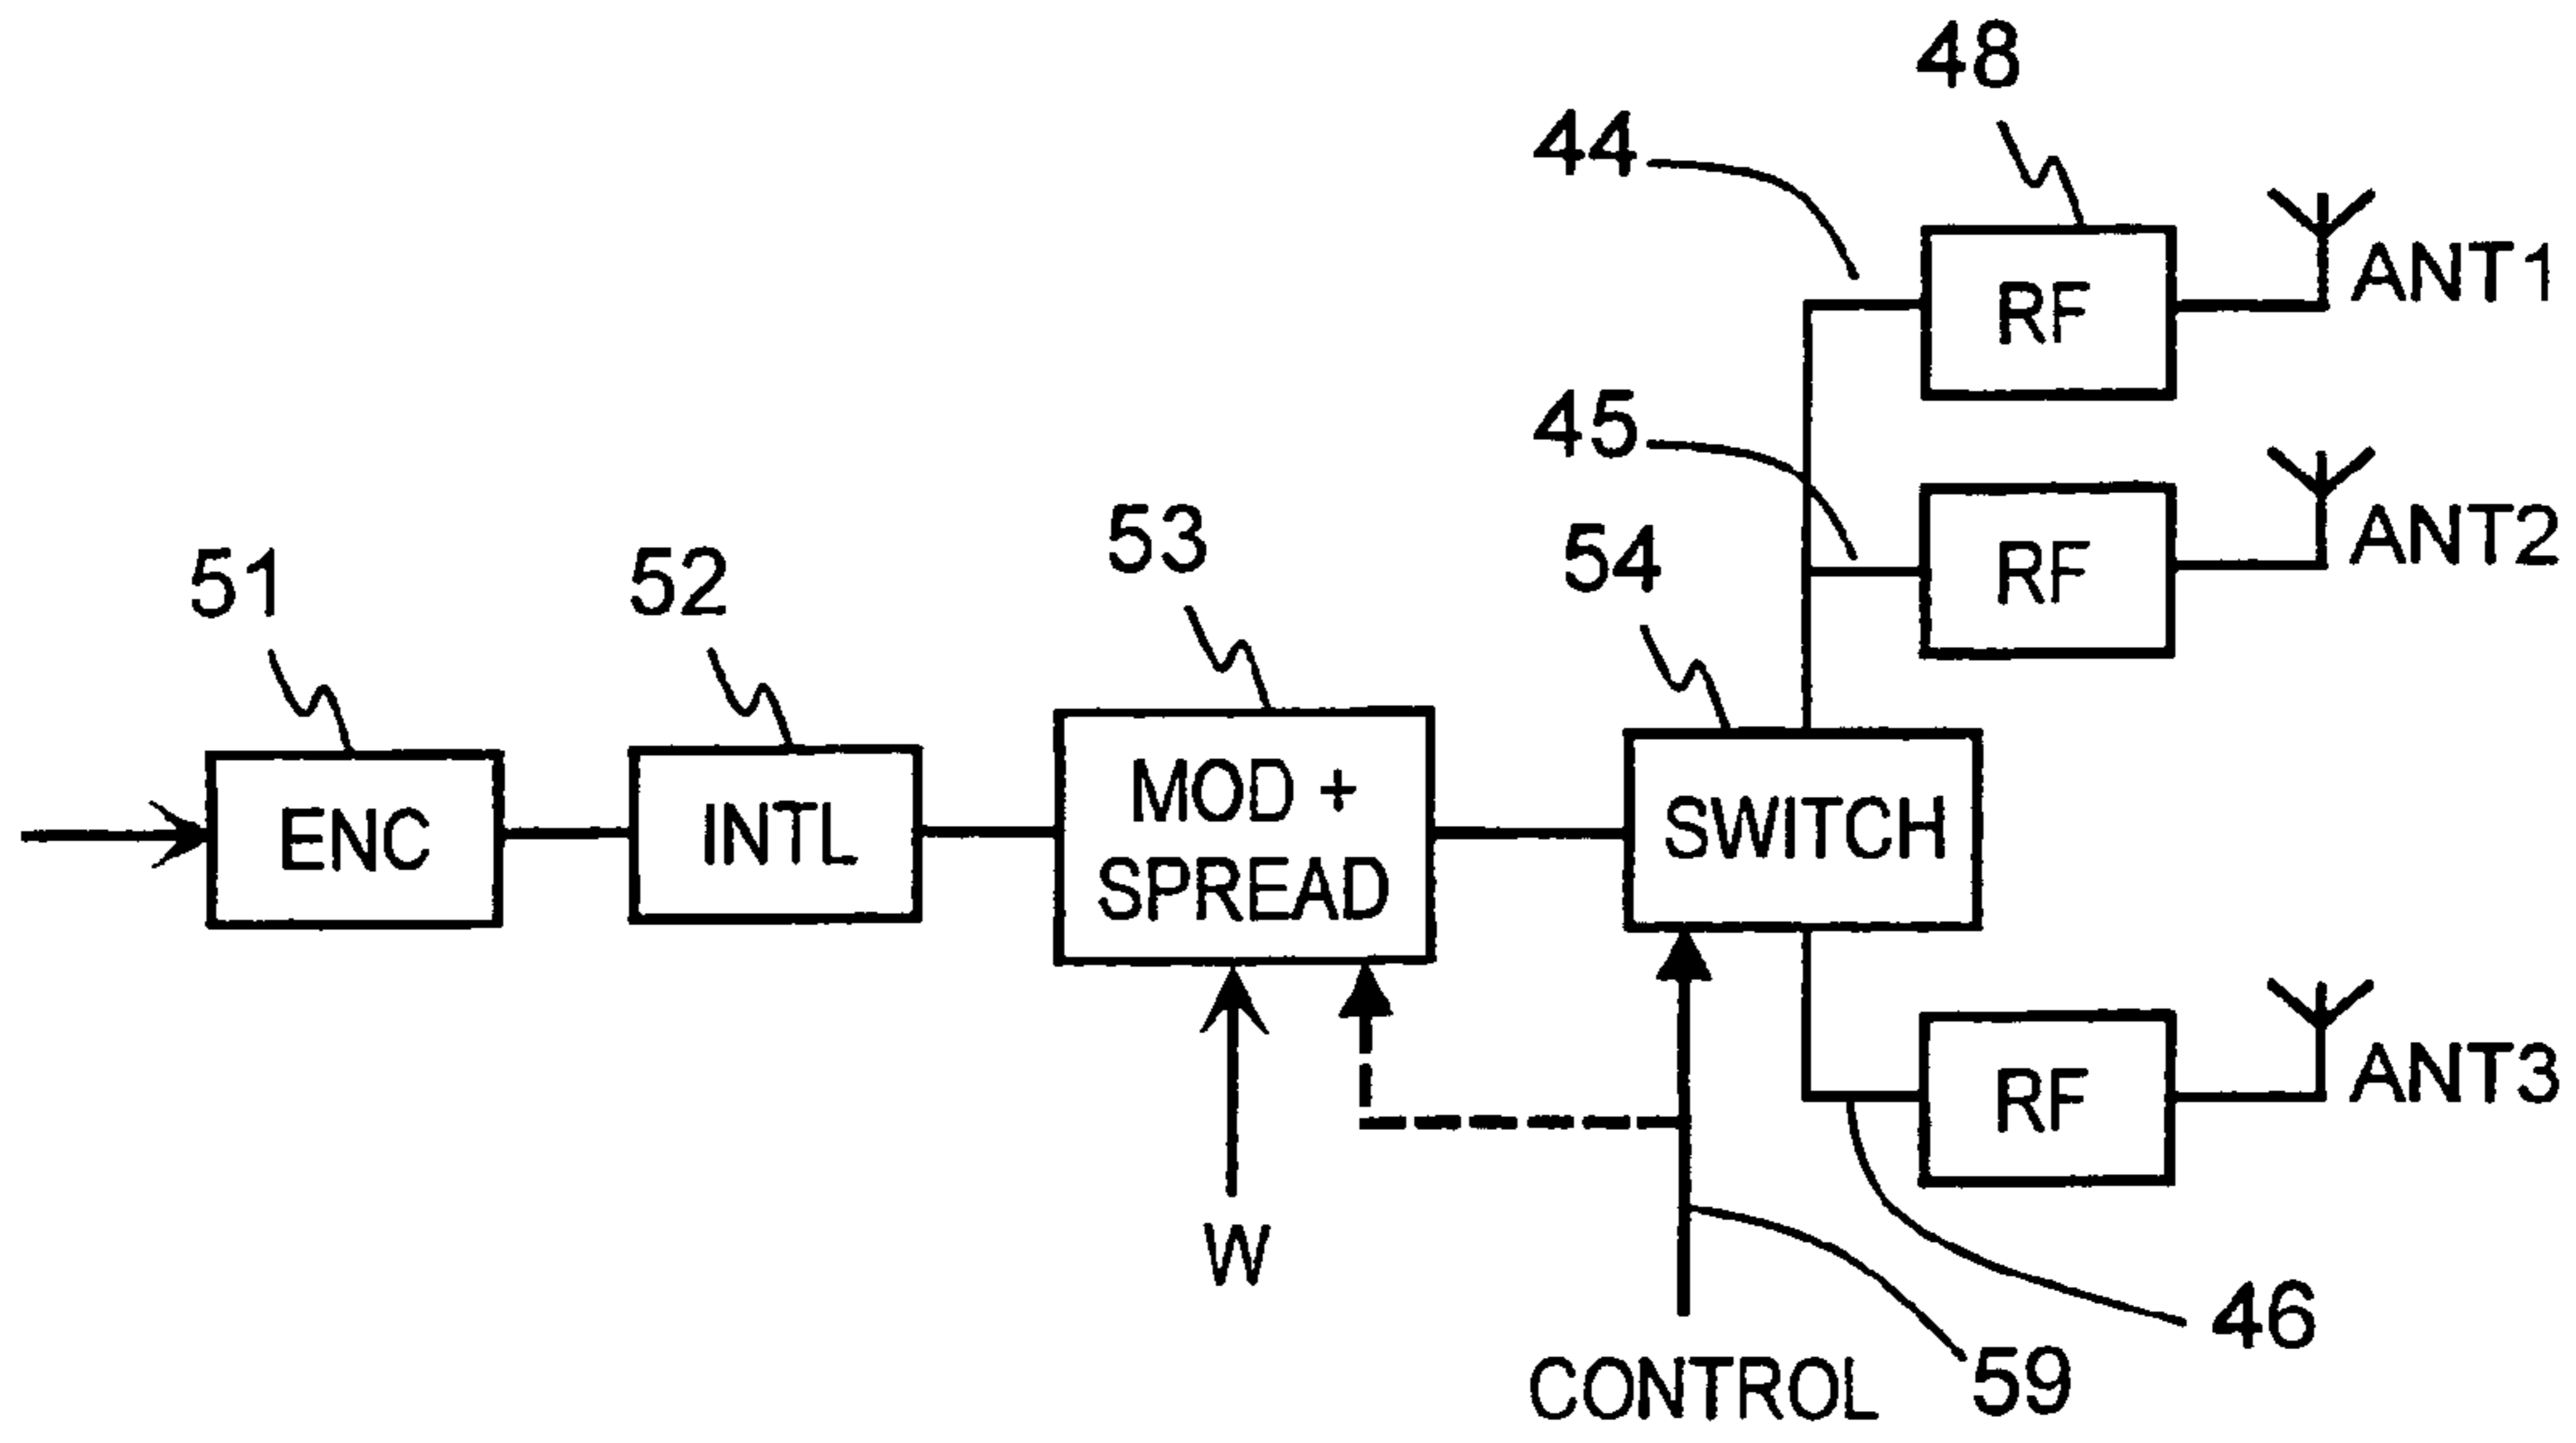 48
44
RF
ANT1
45
RF
ANT2
54
53
51
52
ENC
INTL
MOD +
SPREAD
SWITCH
RF
ANT3
W
46
CONTROL
59